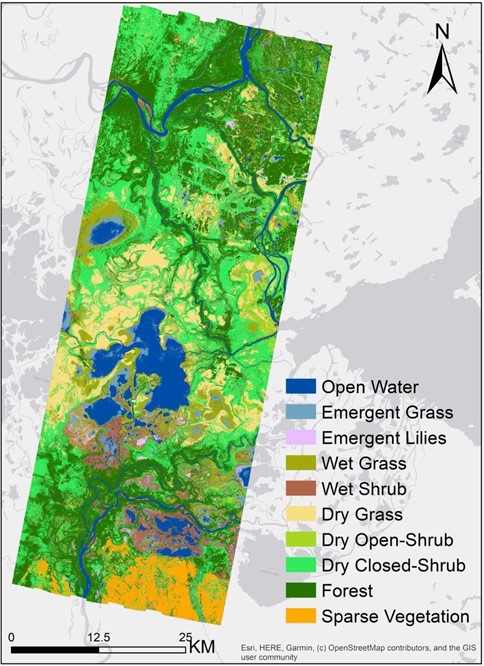 N
Open Water
Emergent Grass
Emergent Lilies
Wet Grass
Wet Shrub
Dry Grass
Dry Open-Shrub
Dry Closed-Shrub
Forest
Sparse Vegetation
0 12.5 25 KM
Esri, HERE, Garmin, (c) OpenStreetMap contributors, and the GIS
user community